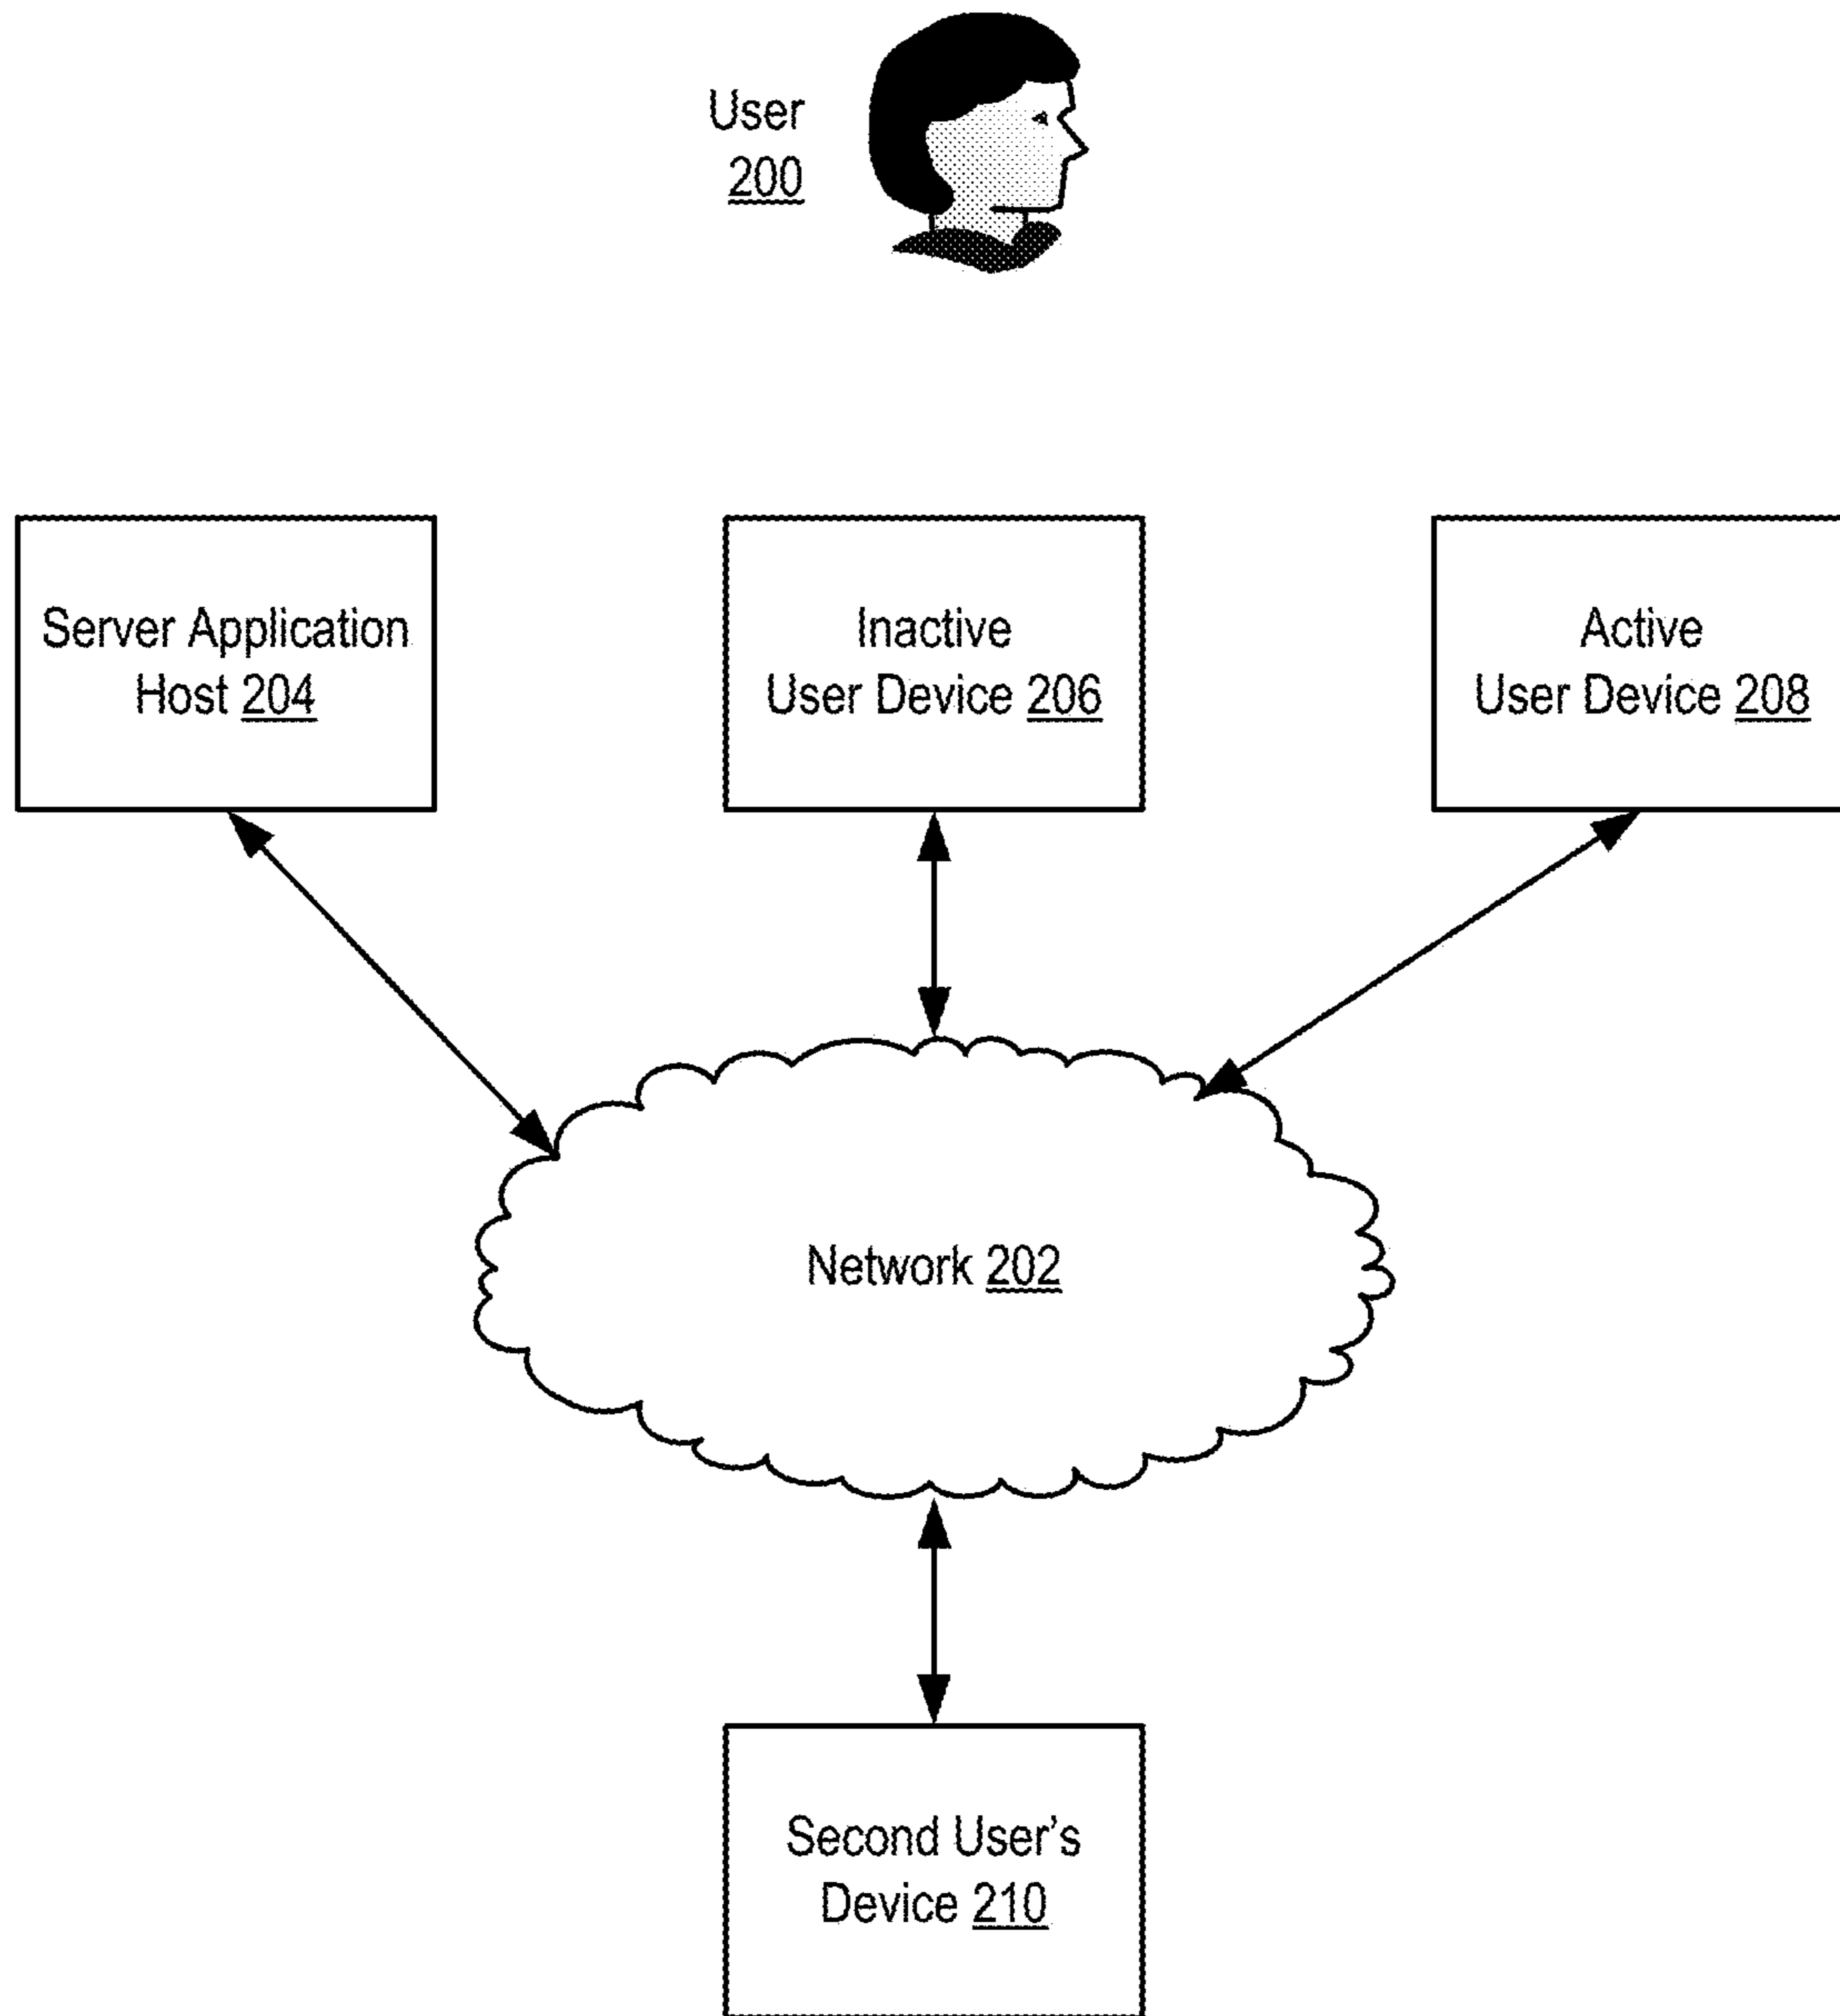 User
200
Server Application
Host 204
Inactive
User Device 206
Active
User Device 208
Network 202
Second User's
Device 210